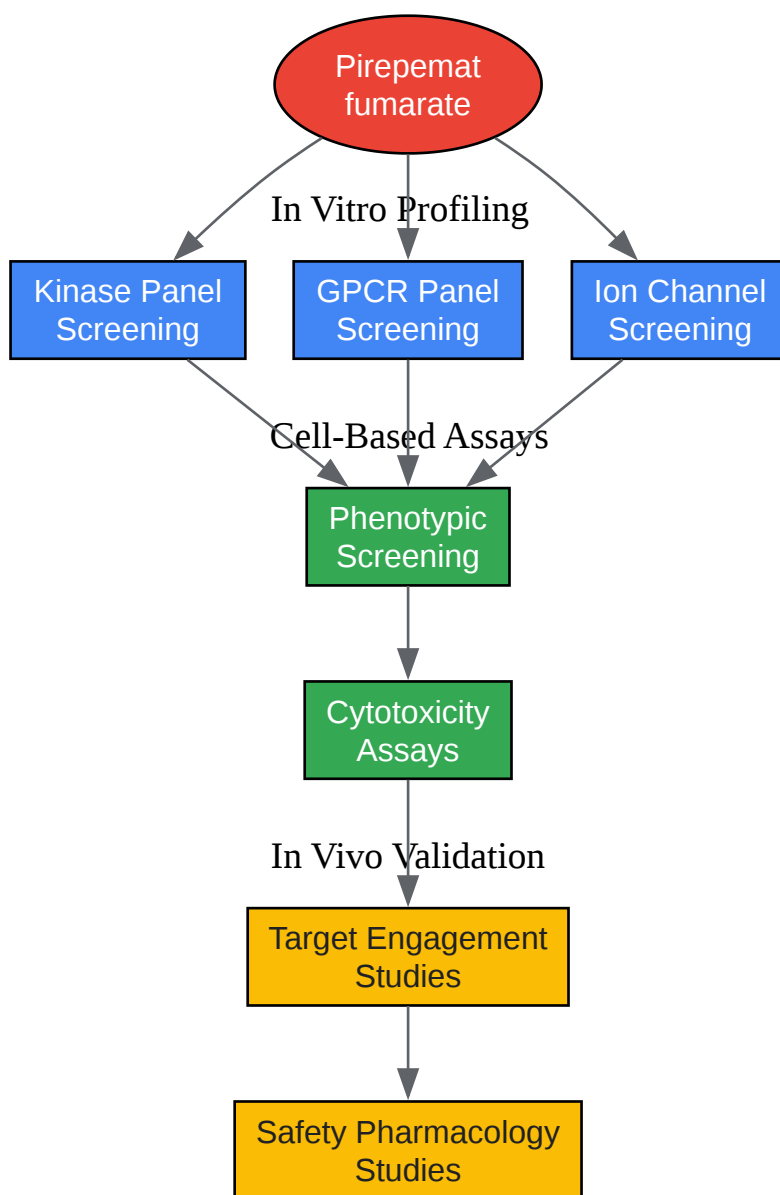 Pirepemat
fumarate
In Vitro Profiling
Kinase Panel
Screening
GPCR Panel
Screening
Ion Channel
Screening
Cell-Based Assays
Phenotypic
Screening
Cytotoxicity
Assays
In Vivo Validation
Target Engagement
Studies
Safety Pharmacology
Studies